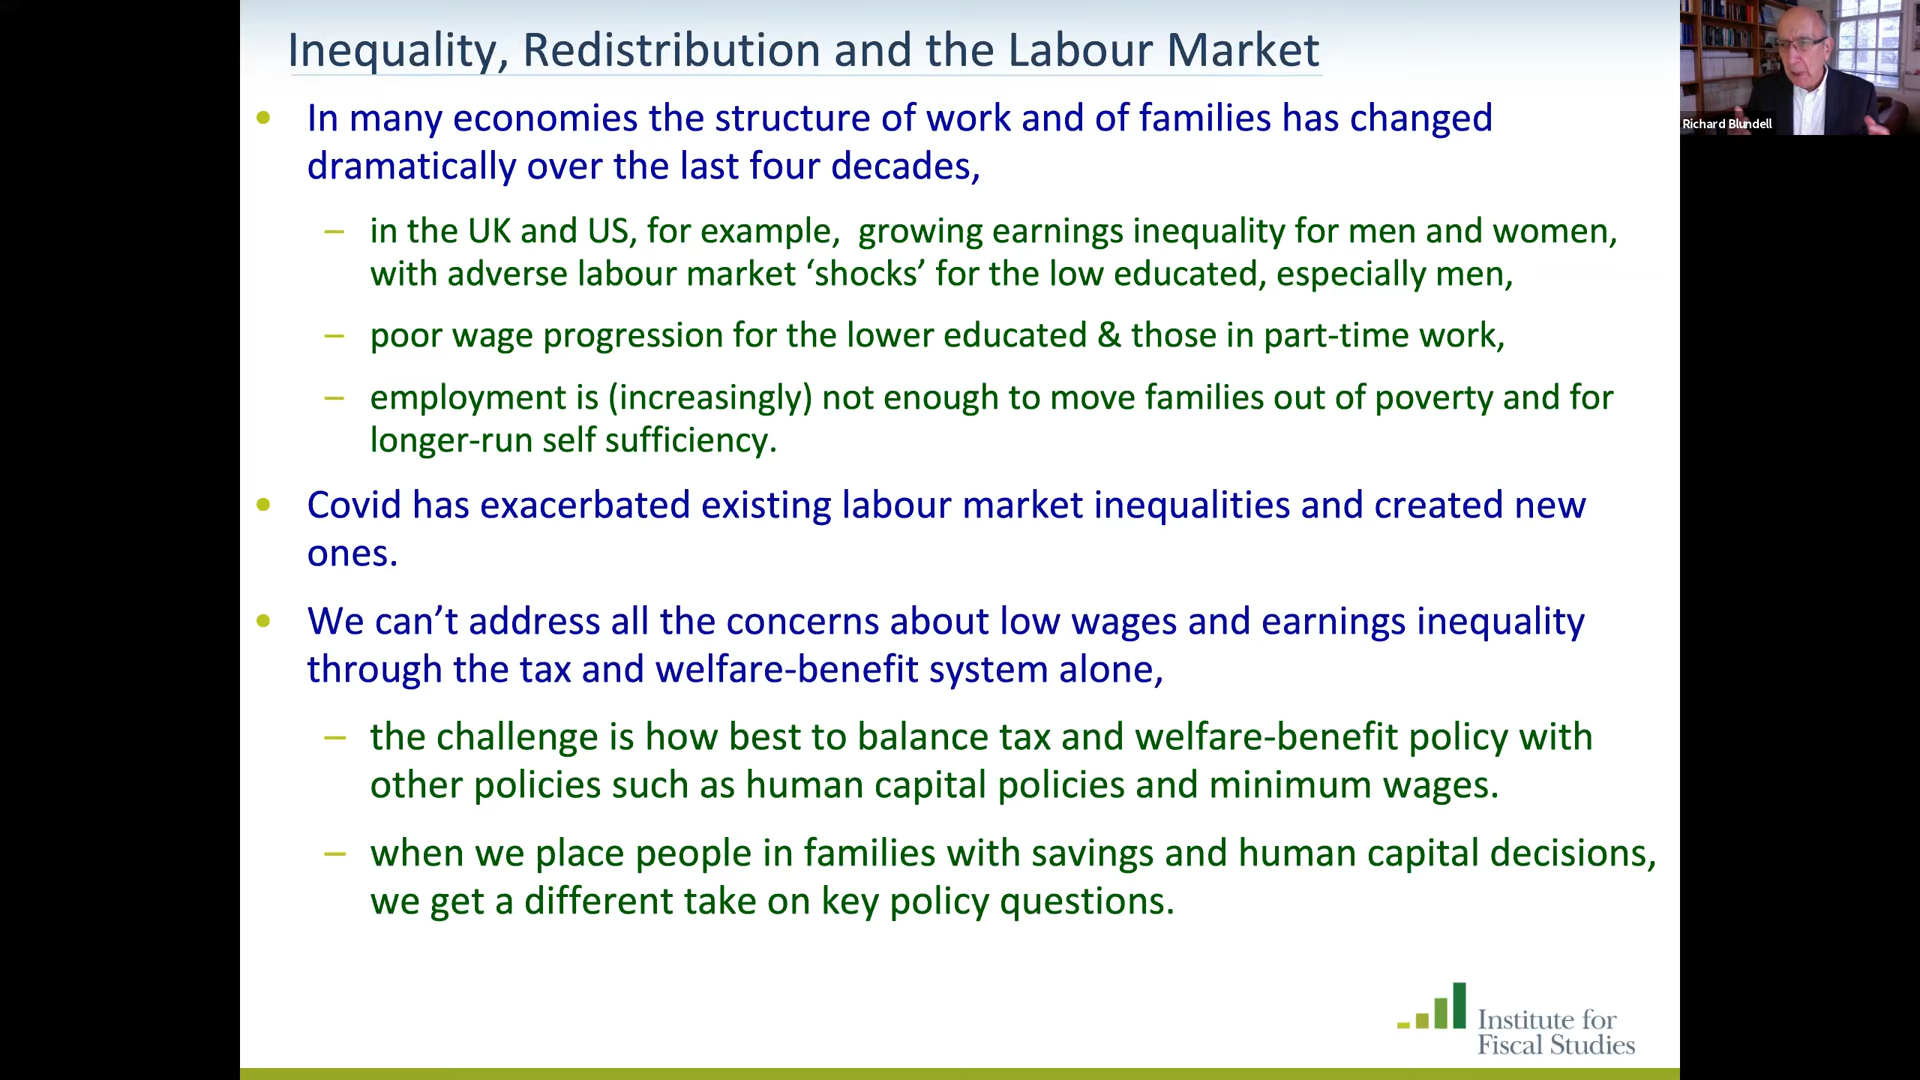 Inequality, Redistribution and the Labour Market
• In many economies the structure of work and of families has changed
dramatically over the last four decades,
– in the UK and US, for example,  growing earnings inequality for men and women,
with adverse labour market ‘shocks’ for the low educated, especially men,
– poor wage progression for the lower educated & those in part-time work,
– employment is (increasingly) not enough to move families out of poverty and for
longer-run self sufficiency.
• Covid has exacerbated existing labour market inequalities and created new
ones.
• We can’t address all the concerns about low wages and earnings inequality
through the tax and welfare-benefit system alone,
– the challenge is how best to balance tax and welfare-benefit policy with
other policies such as human capital policies and minimum wages.
– when we place people in families with savings and human capital decisions,
we get a different take on key policy questions.
Institute for
Fiscal Studies
Richard Blundell